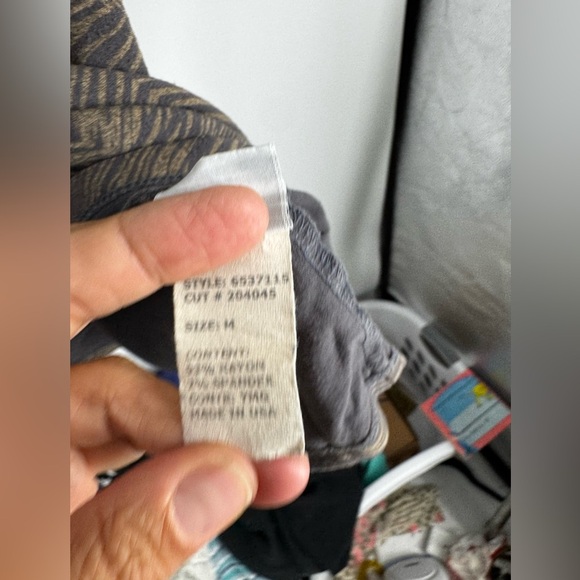 STYLE: 6537115
CUT # 204045
SIZE: M
CONTENT:
RAYON
SPANDEX
MADE IN USA